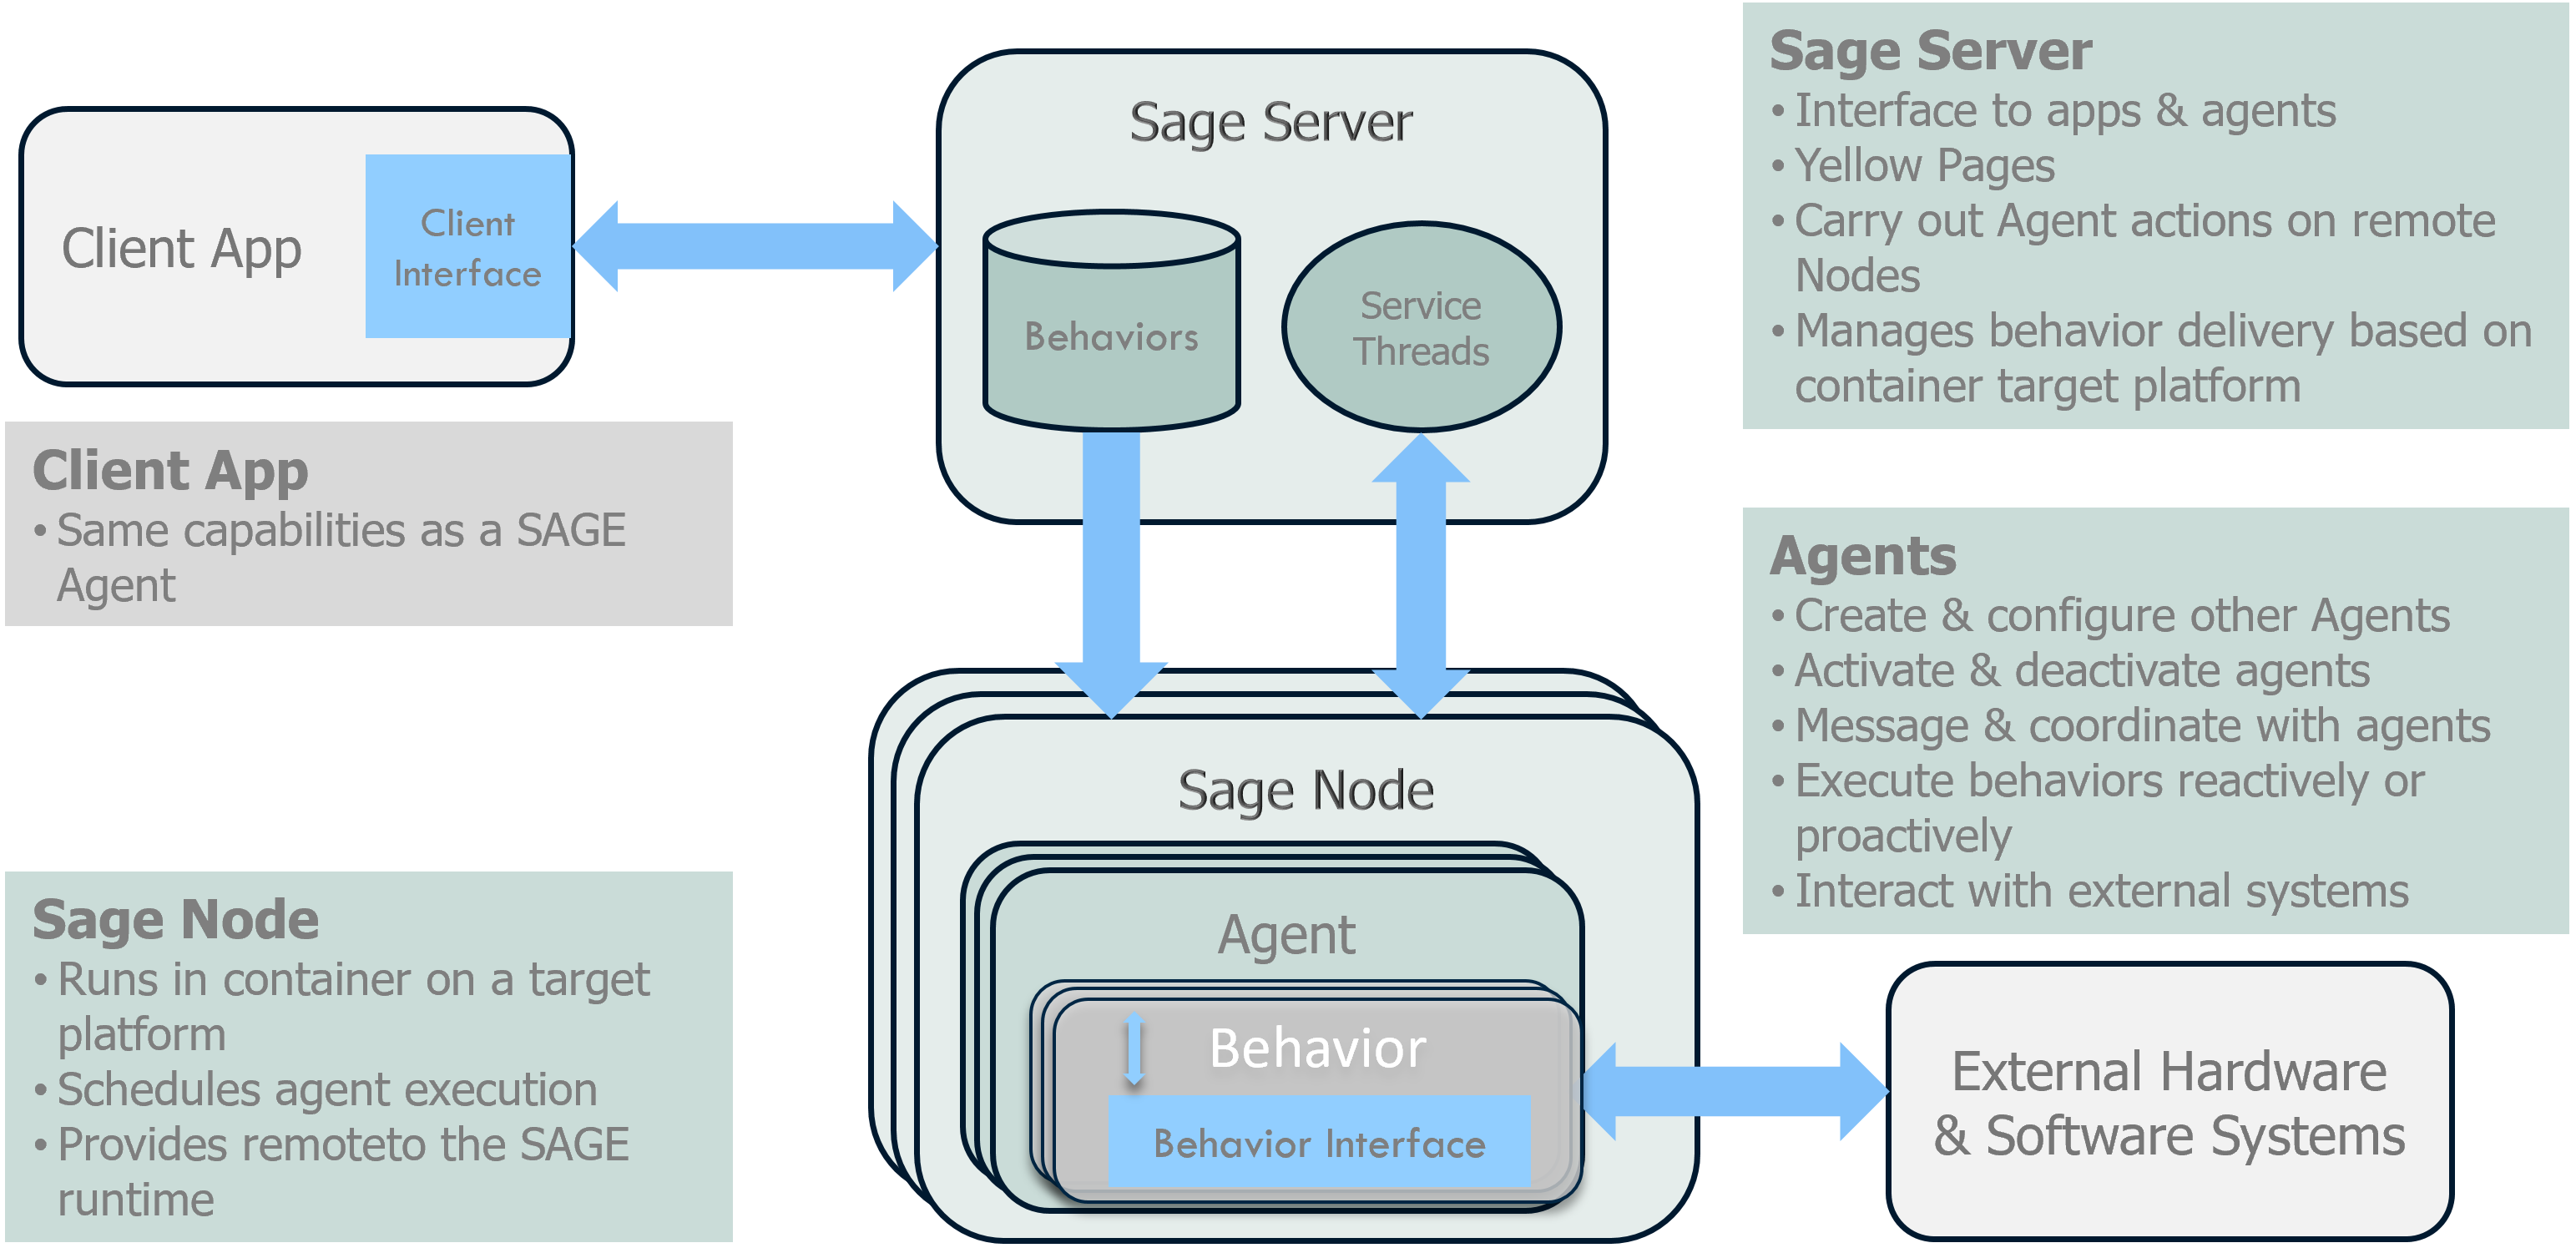 Client App
Client
Interface
Sage Server
Behaviors
Service
Threads
Sage Server
• Interface to apps & agents
• Yellow Pages
• Carry out Agent actions on remote
Nodes
• Manages behavior delivery based on
container target platform
Client App
• Same capabilities as a SAGE
Agent
Agents
• Create & configure other Agents
• Activate & deactivate agents
• Message & coordinate with agents
• Execute behaviors reactively or
proactively
• Interact with external systems
Sage Node
Agent
Behavior
Behavior Interface
Sage Node
• Runs in container on a target
platform
• Schedules agent execution
• Provides remoteto the SAGE
runtime
External Hardware
& Software Systems